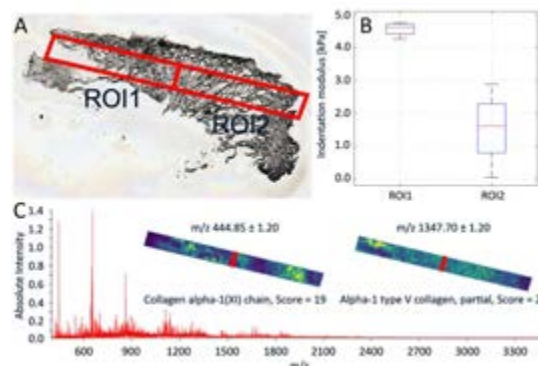 A
ROI1
ROI2
B
Indentation modulus [kPa]
5.0
4.0
3.0
2.0
1.0
0.0
ROI1
ROI2
C
Absolute Intensity
1.4
1.2
1.0
0.8
0.6
0.4
0.2
0.0
m/z 444.85 ± 1.20
m/z 1347.70 ± 1.20
Collagen alpha-1(XI) chain, Score = 19
Alpha-1 type V collagen, partial, Score = 2
600
900
1200
1500
1800
2100
2400
2700
3000
3300
m/z